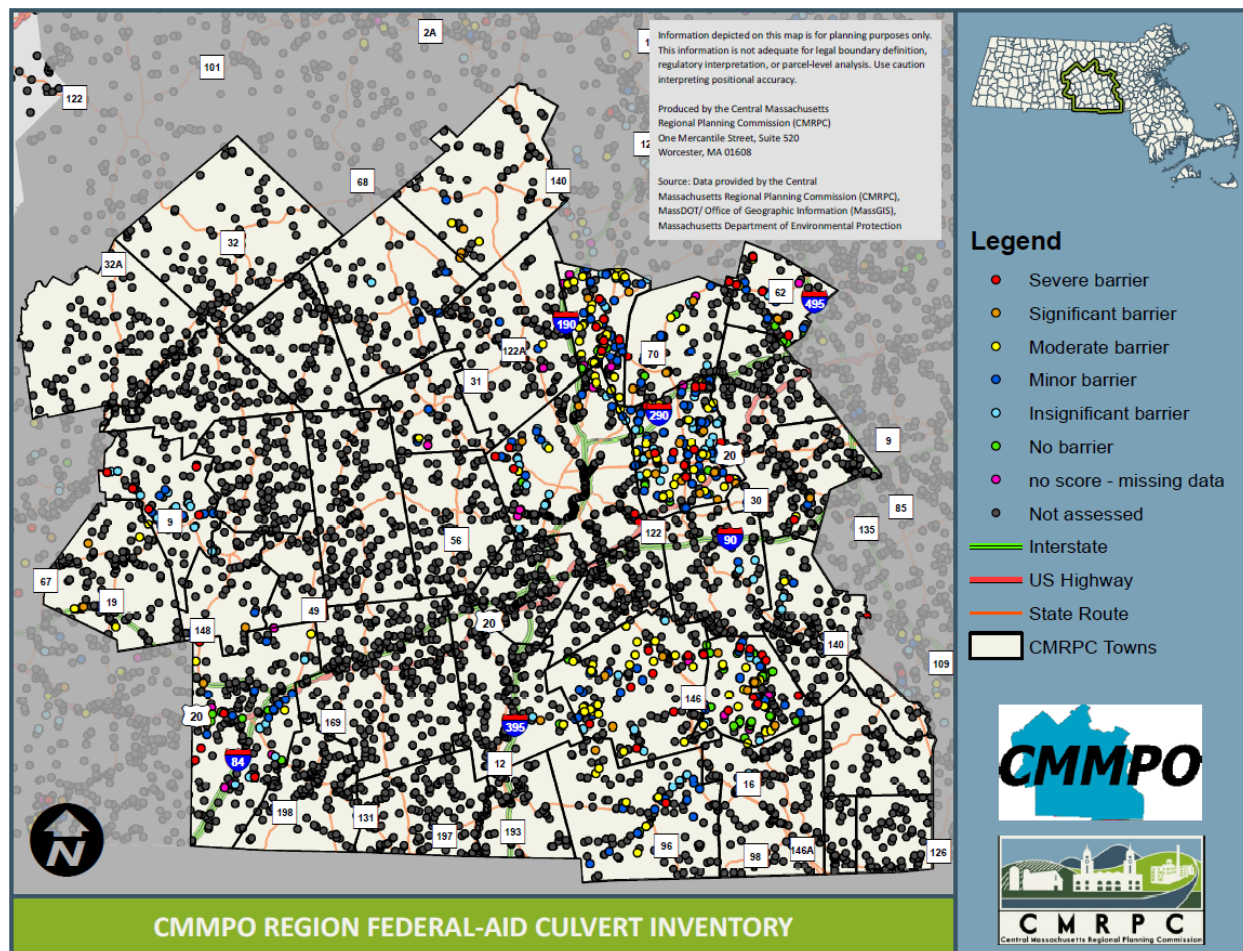 Information depicted on this map is for planning purposes only.
This information is not adequate for legal boundary definition,
regulatory interpretation, or parcel-level analysis. Use caution
interpreting positional accuracy.
Produced by the Central Massachusetts
Regional Planning Commission (CMRPC)
One Mercantile Street, Suite 520
Worcester, MA 01608
Source: Data provided by the Central
Massachusetts Regional Planning Commission (CMRPC),
MassDOT/ Office of Geographic Information (MassGIS),
Massachusetts Department of Environmental Protection
2A
101
122
68
140
32
32A
62
495
190
122A
70
31
290
9
20
30
85
9
122
135
56
90
67
19
49
148
20
140
109
146
20
169
395
84
12
16
198
131
197
193
96
98
146A
126
N
Legend
Severe barrier
Significant barrier
Moderate barrier
Minor barrier
Insignificant barrier
No barrier
no score - missing data
Not assessed
Interstate
US Highway
State Route
CMRPC Towns
CMMPO
CMRPC
Central Massachusetts Regional Planning Commission
CMMPO REGION FEDERAL-AID CULVERT INVENTORY